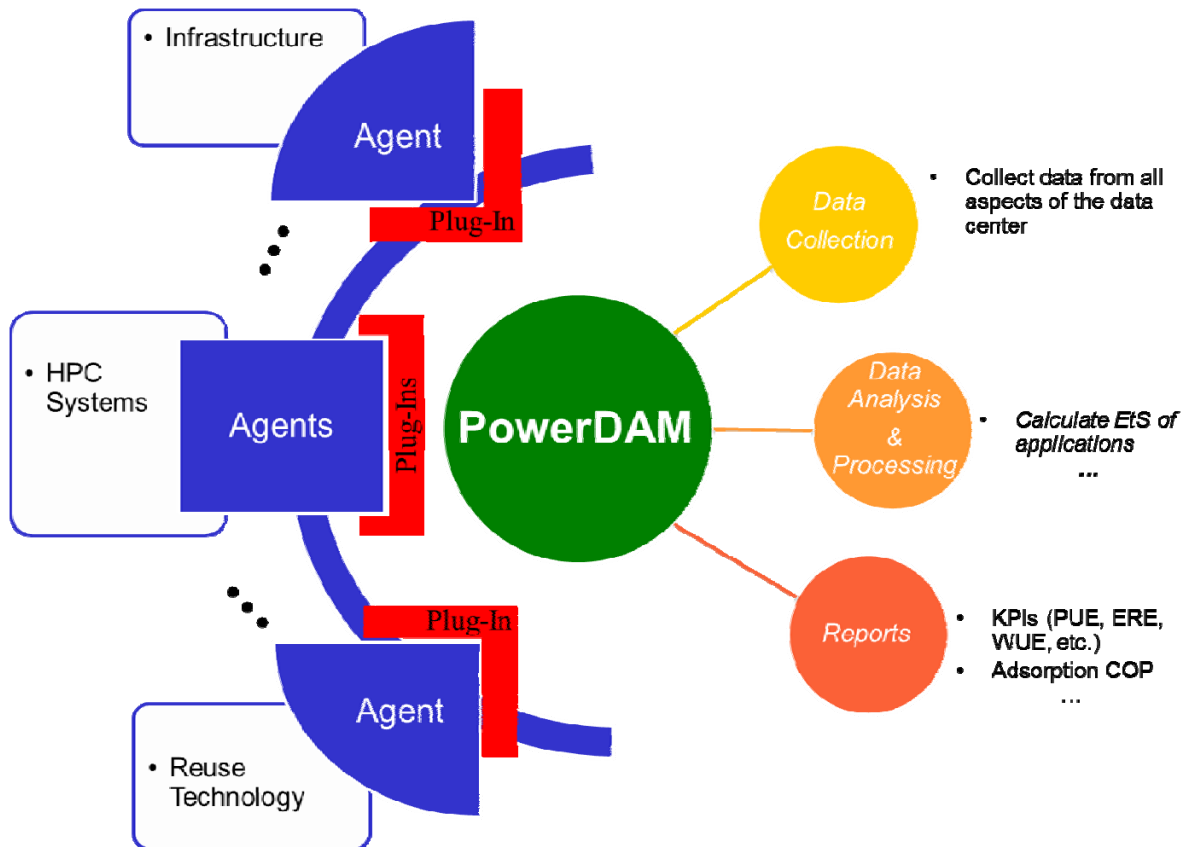 • Infrastructure
Agent
Plug-In
• HPC
Systems
Agents
Plug-Ins
Plug-In
Agent
• Reuse
Technology
PowerDAM
Data
Collection
• Collect data from all
aspects of the data
center
Data
Analysis
&
Processing
• Calculate EtS of
applications
...
Reports
• KPIs (PUE, ERE,
WUE, etc.)
• Adsorption COP
...